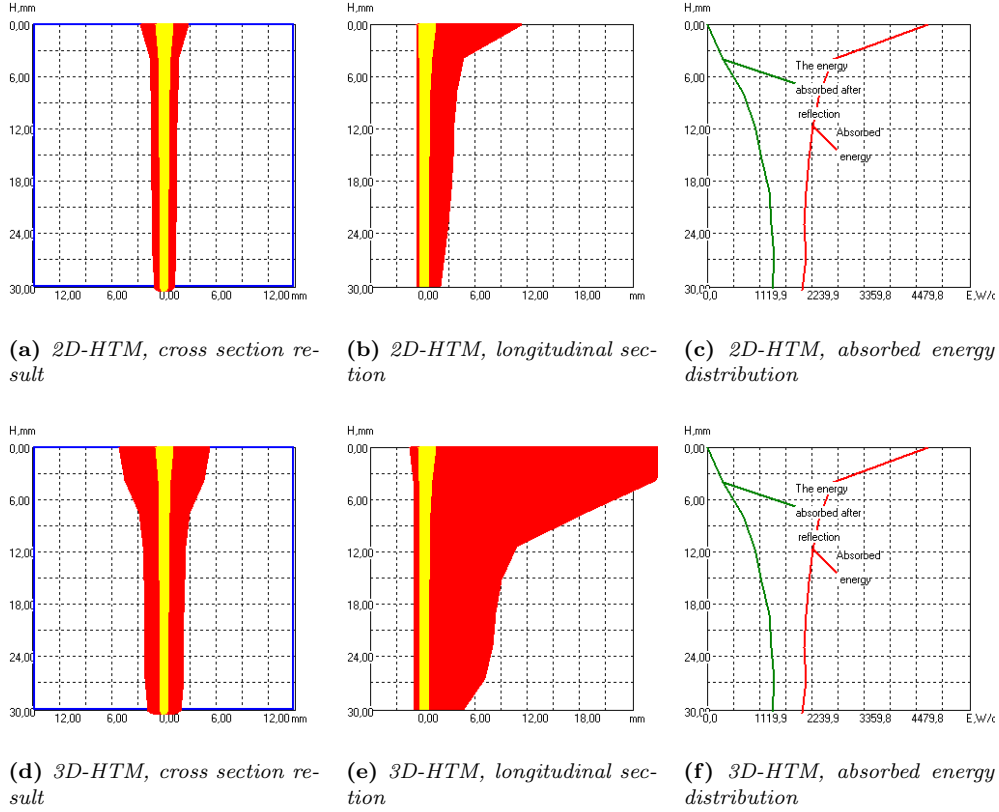 H,mm
0,00
6,00
12,00
18,00
24,00
30,00
12,00 6,00 0,00 6,00 12,00 mm
H,mm
0,00
6,00
12,00
18,00
24,00
30,00
0,00 6,00 12,00 18,00 mm
H,mm
0,00
6,00
12,00
18,00
24,00
30,00
The energy
absorbed after
reflection
Absorbed
energy
0,0 1119,9 2239,9 3359,8 4479,8 E,W/c
(a) 2D-HTM, cross section re-
sult
(b) 2D-HTM, longitudinal sec-
tion
(c) 2D-HTM, absorbed energy
distribution
H,mm
0,00
6,00
12,00
18,00
24,00
30,00
12,00 6,00 0,00 6,00 12,00 mm
H,mm
0,00
6,00
12,00
18,00
24,00
30,00
0,00 6,00 12,00 18,00 mm
H,mm
0,00
6,00
12,00
18,00
24,00
30,00
The energy
absorbed after
reflection
Absorbed
energy
0,0 1119,9 2239,9 3359,8 4479,8 E,W/c
(d) 3D-HTM, cross section re-
sult
(e) 3D-HTM, longitudinal sec-
tion
(f) 3D-HTM, absorbed energy
distribution